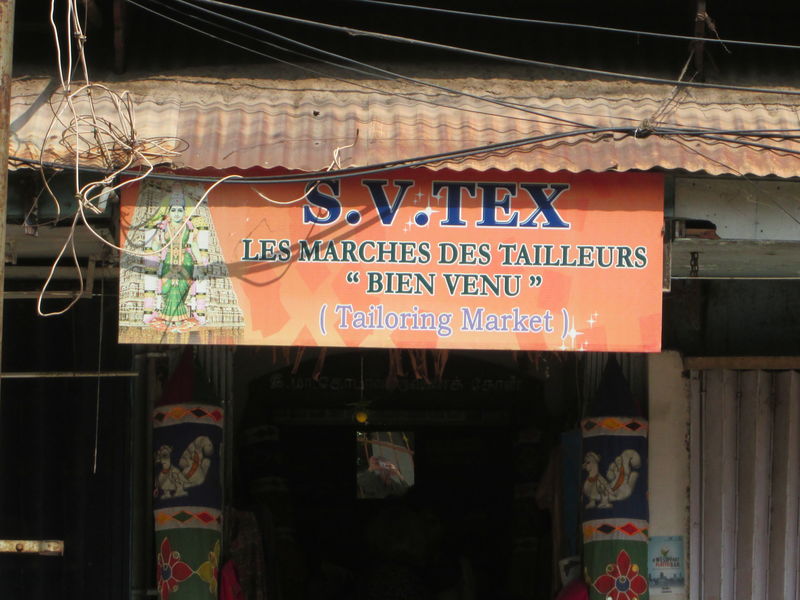 S.V.TEX
LES MARCHES DES TAILLEURS
“ BIEN VENU ”
( Tailoring Market )